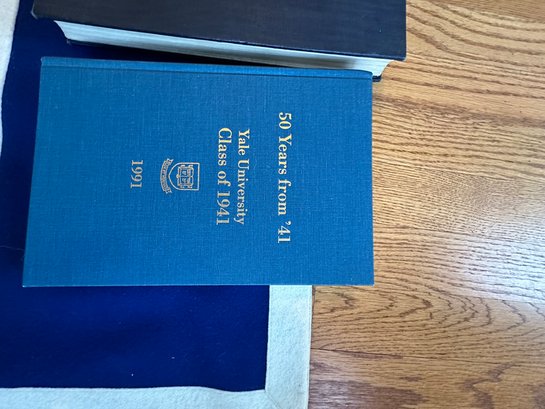 50 Years from '41
Yale University
Class of 1941
1991